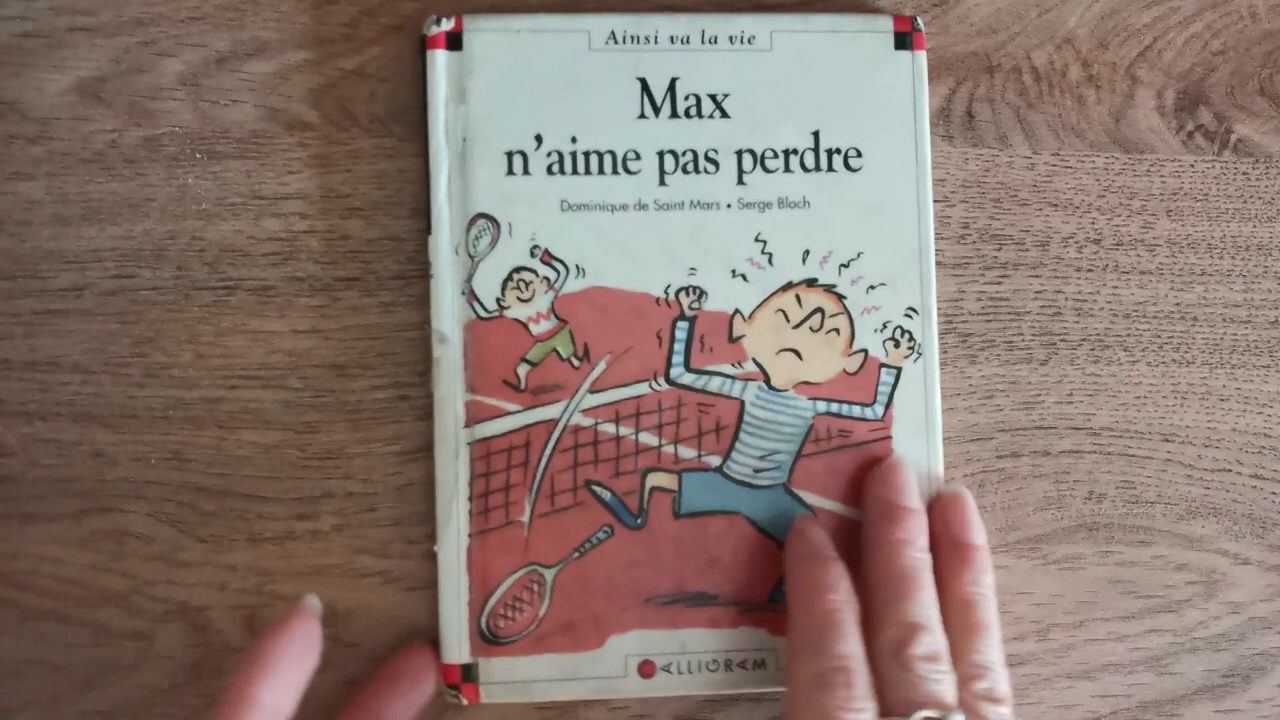 Ainsi va la vie
Max
n'aime pas perdre
Dominique de Saint Mars • Serge Bloch
CALLIGRAM